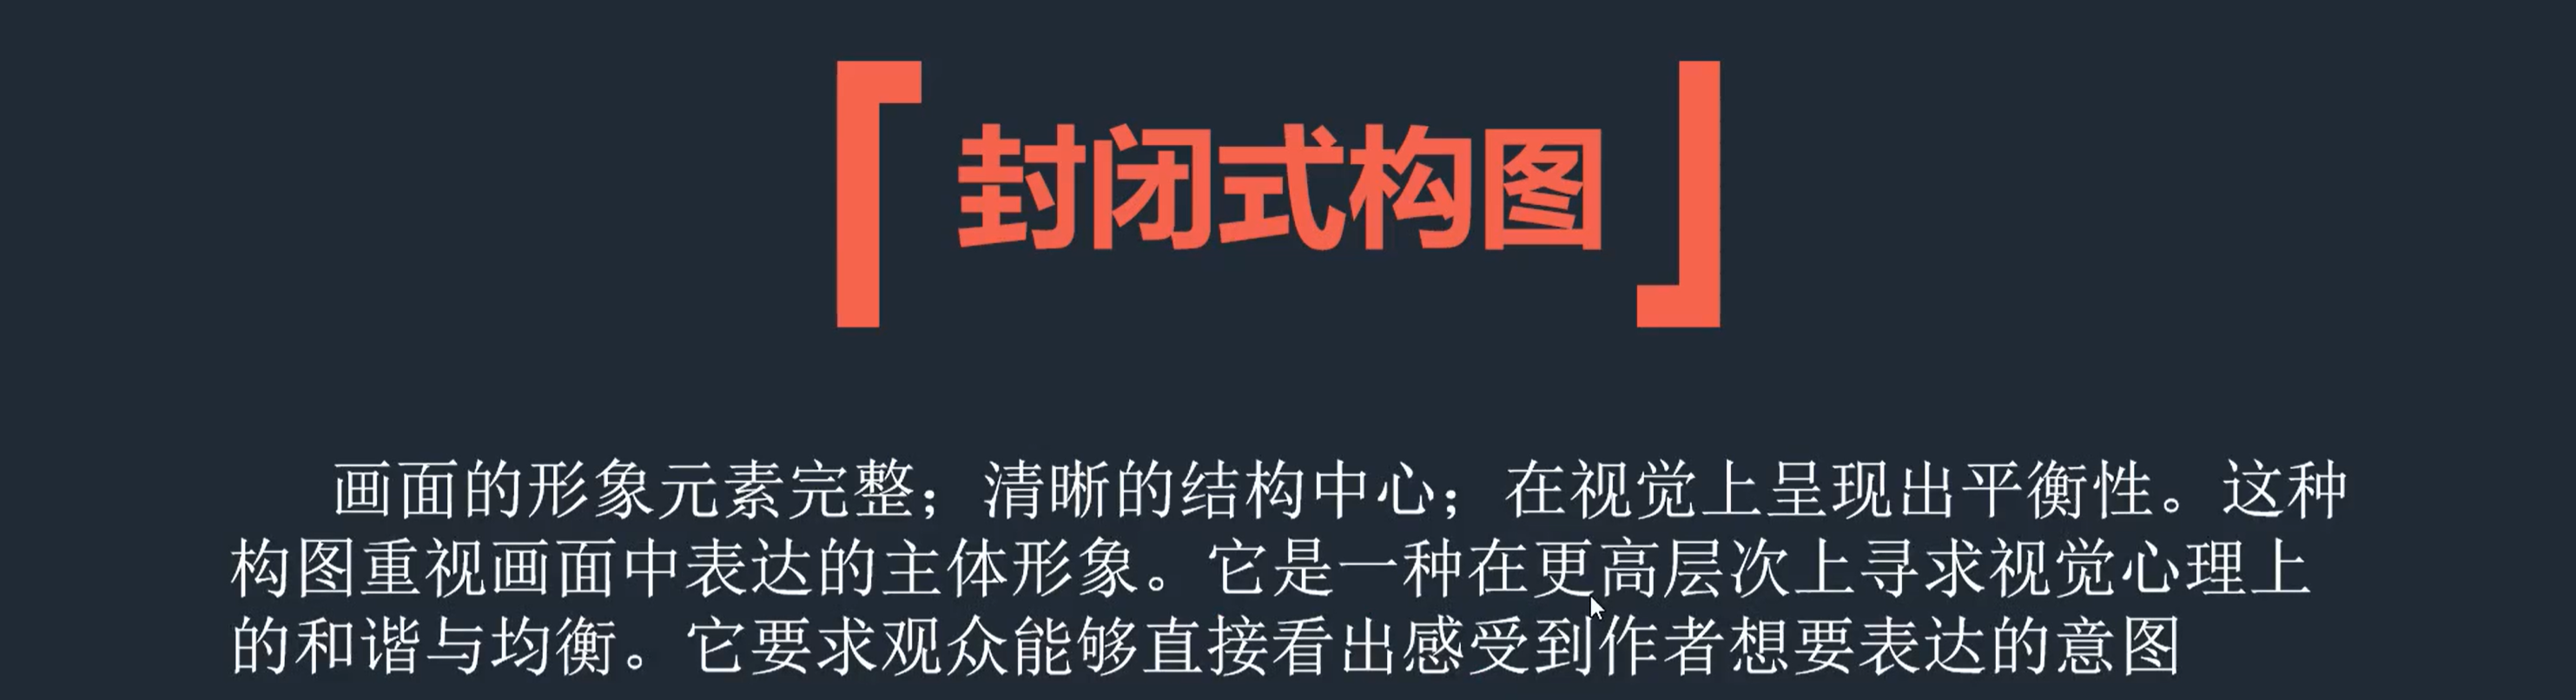 封闭式构图
画面的形象元素完整；清晰的结构中心；在视觉上呈现出平衡性。这种
构图重视画面中表达的主体形象。它是一种在更高层次上寻求视觉心理上
的和谐与均衡。它要求观众能够直接看出感受到作者想要表达的意图